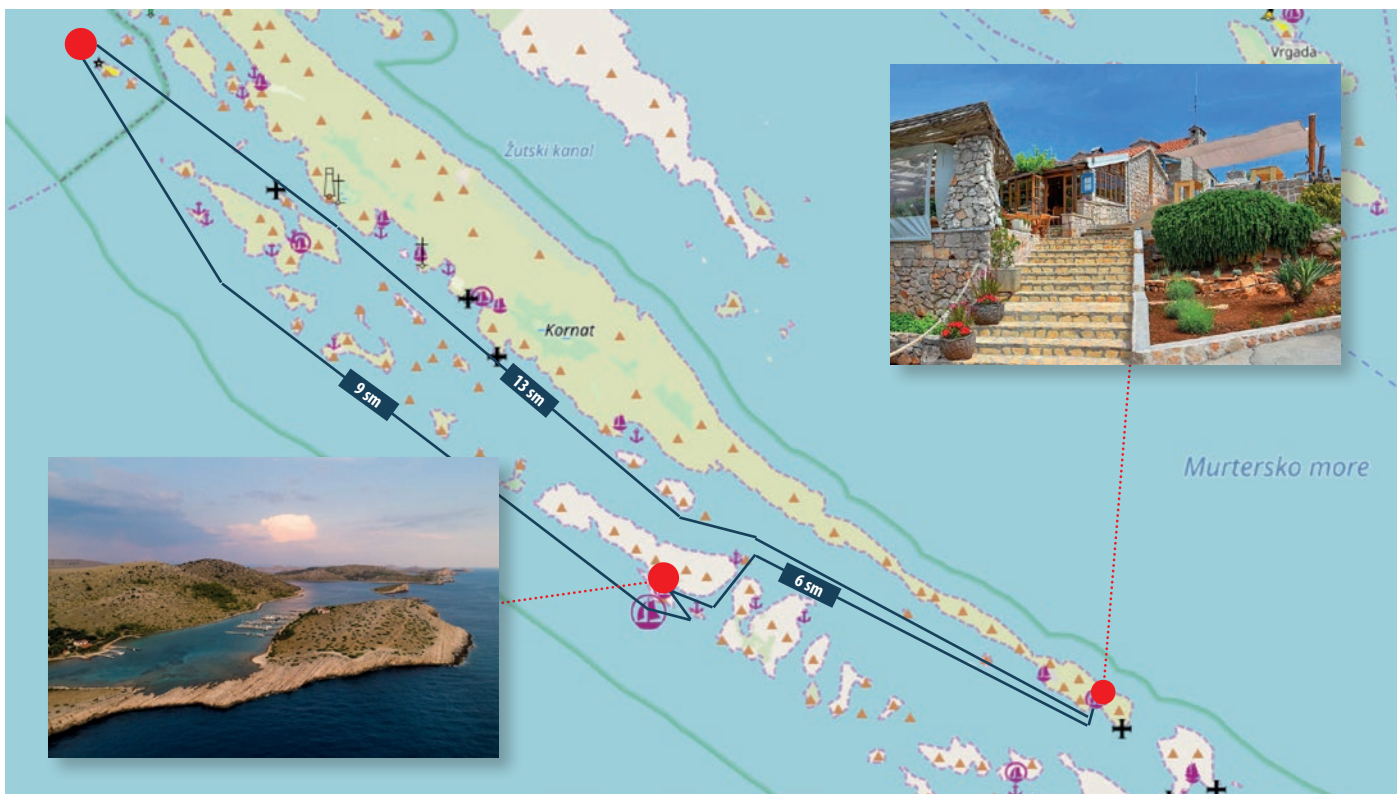 Vrgada
Žutski kanal
Kornat
9 sm
13 sm
Murtersko more
6 sm